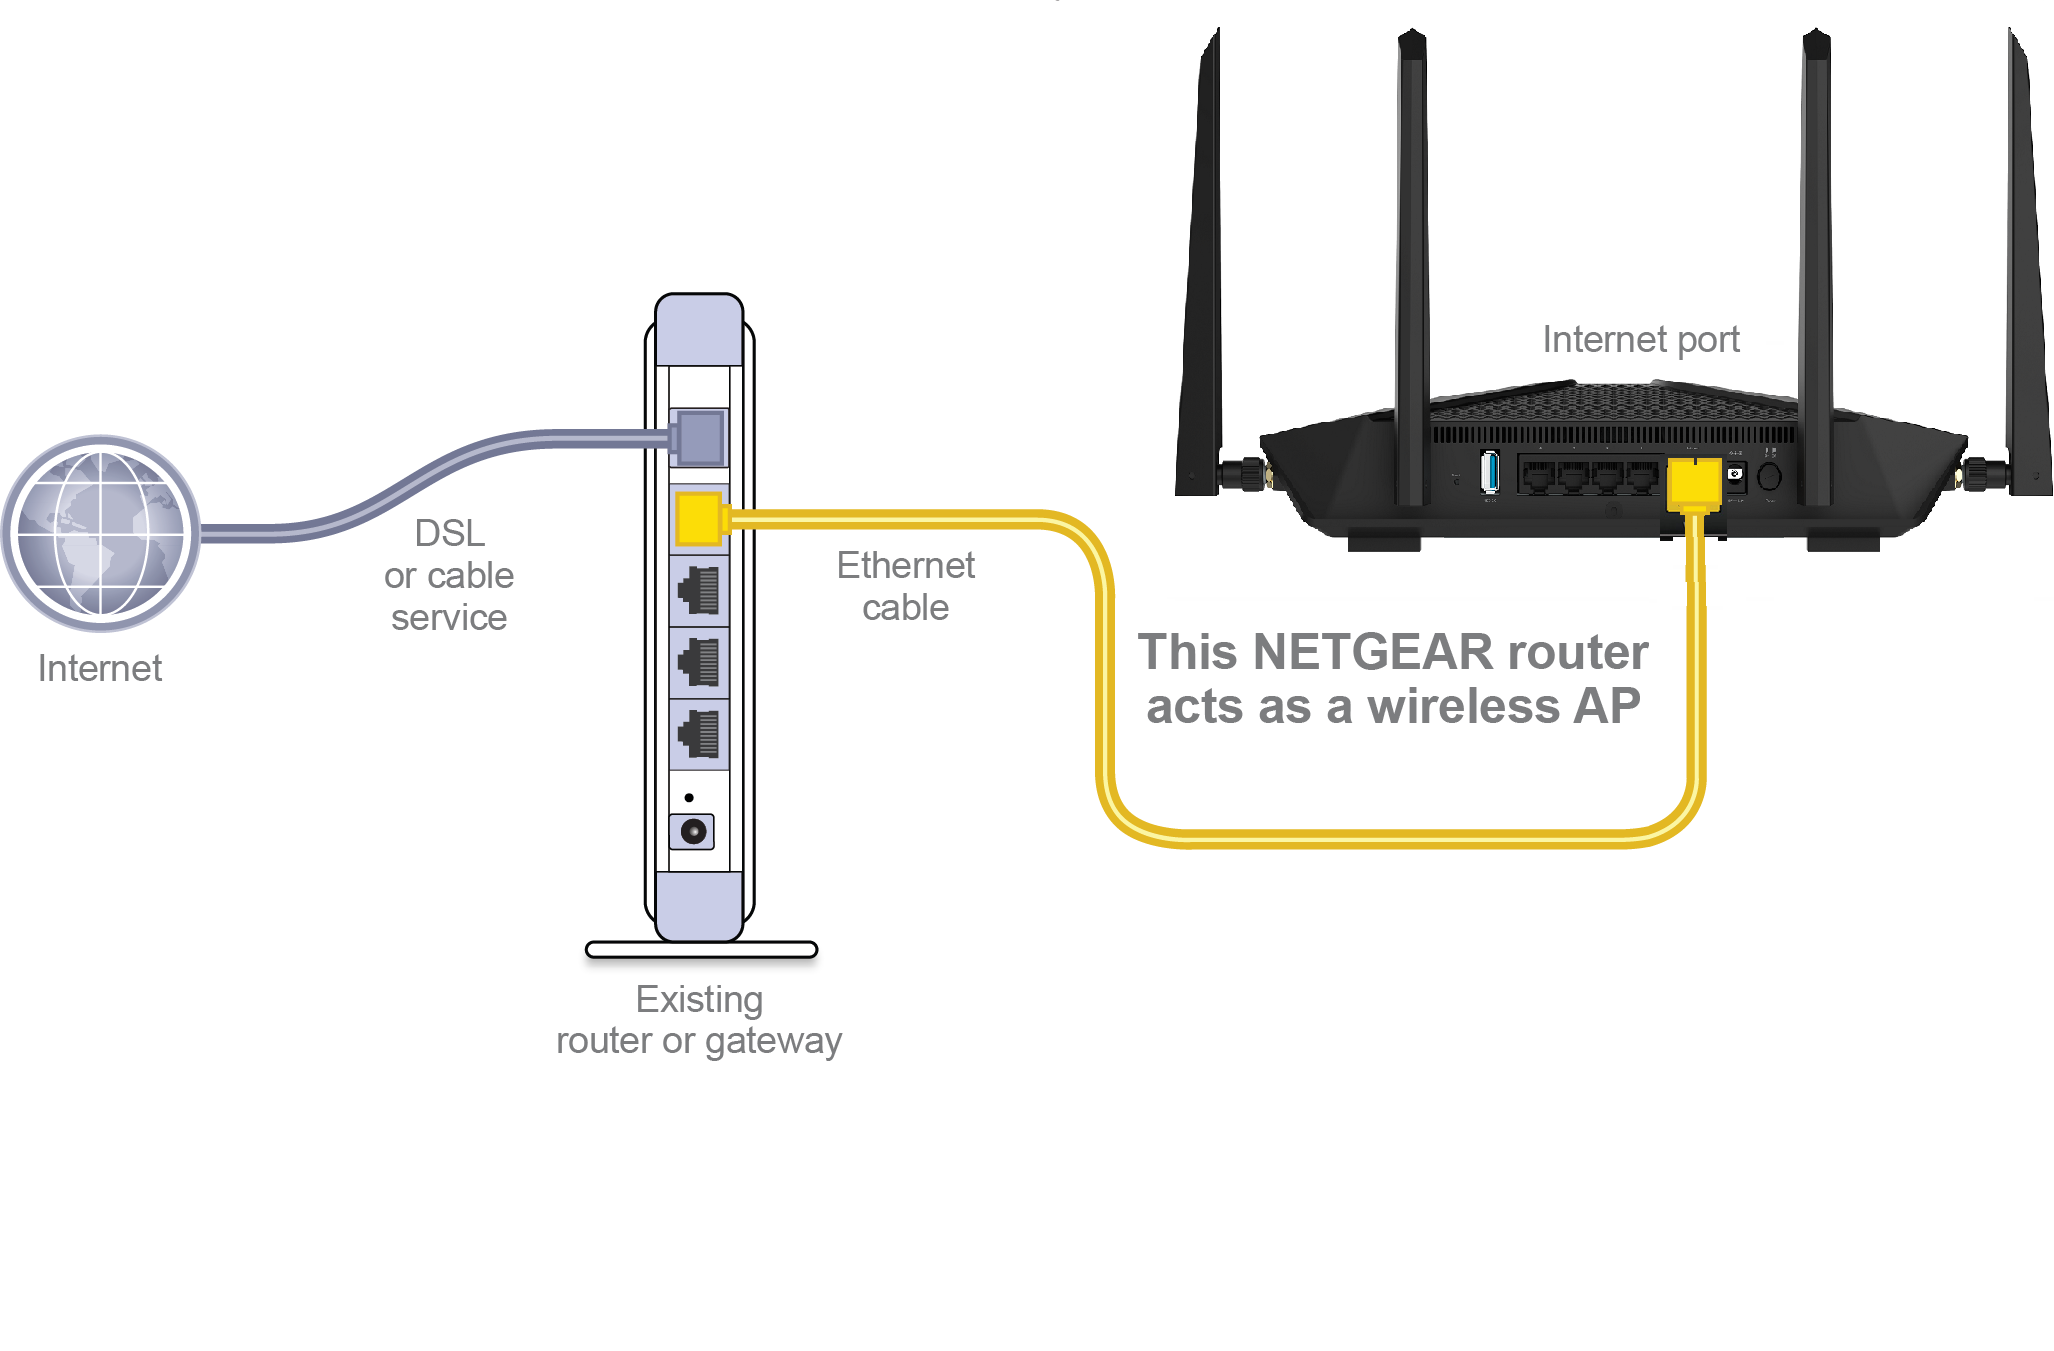 Internet port
DSL
or cable
service
Ethernet
cable
Internet
This NETGEAR router
acts as a wireless AP
Existing
router or gateway